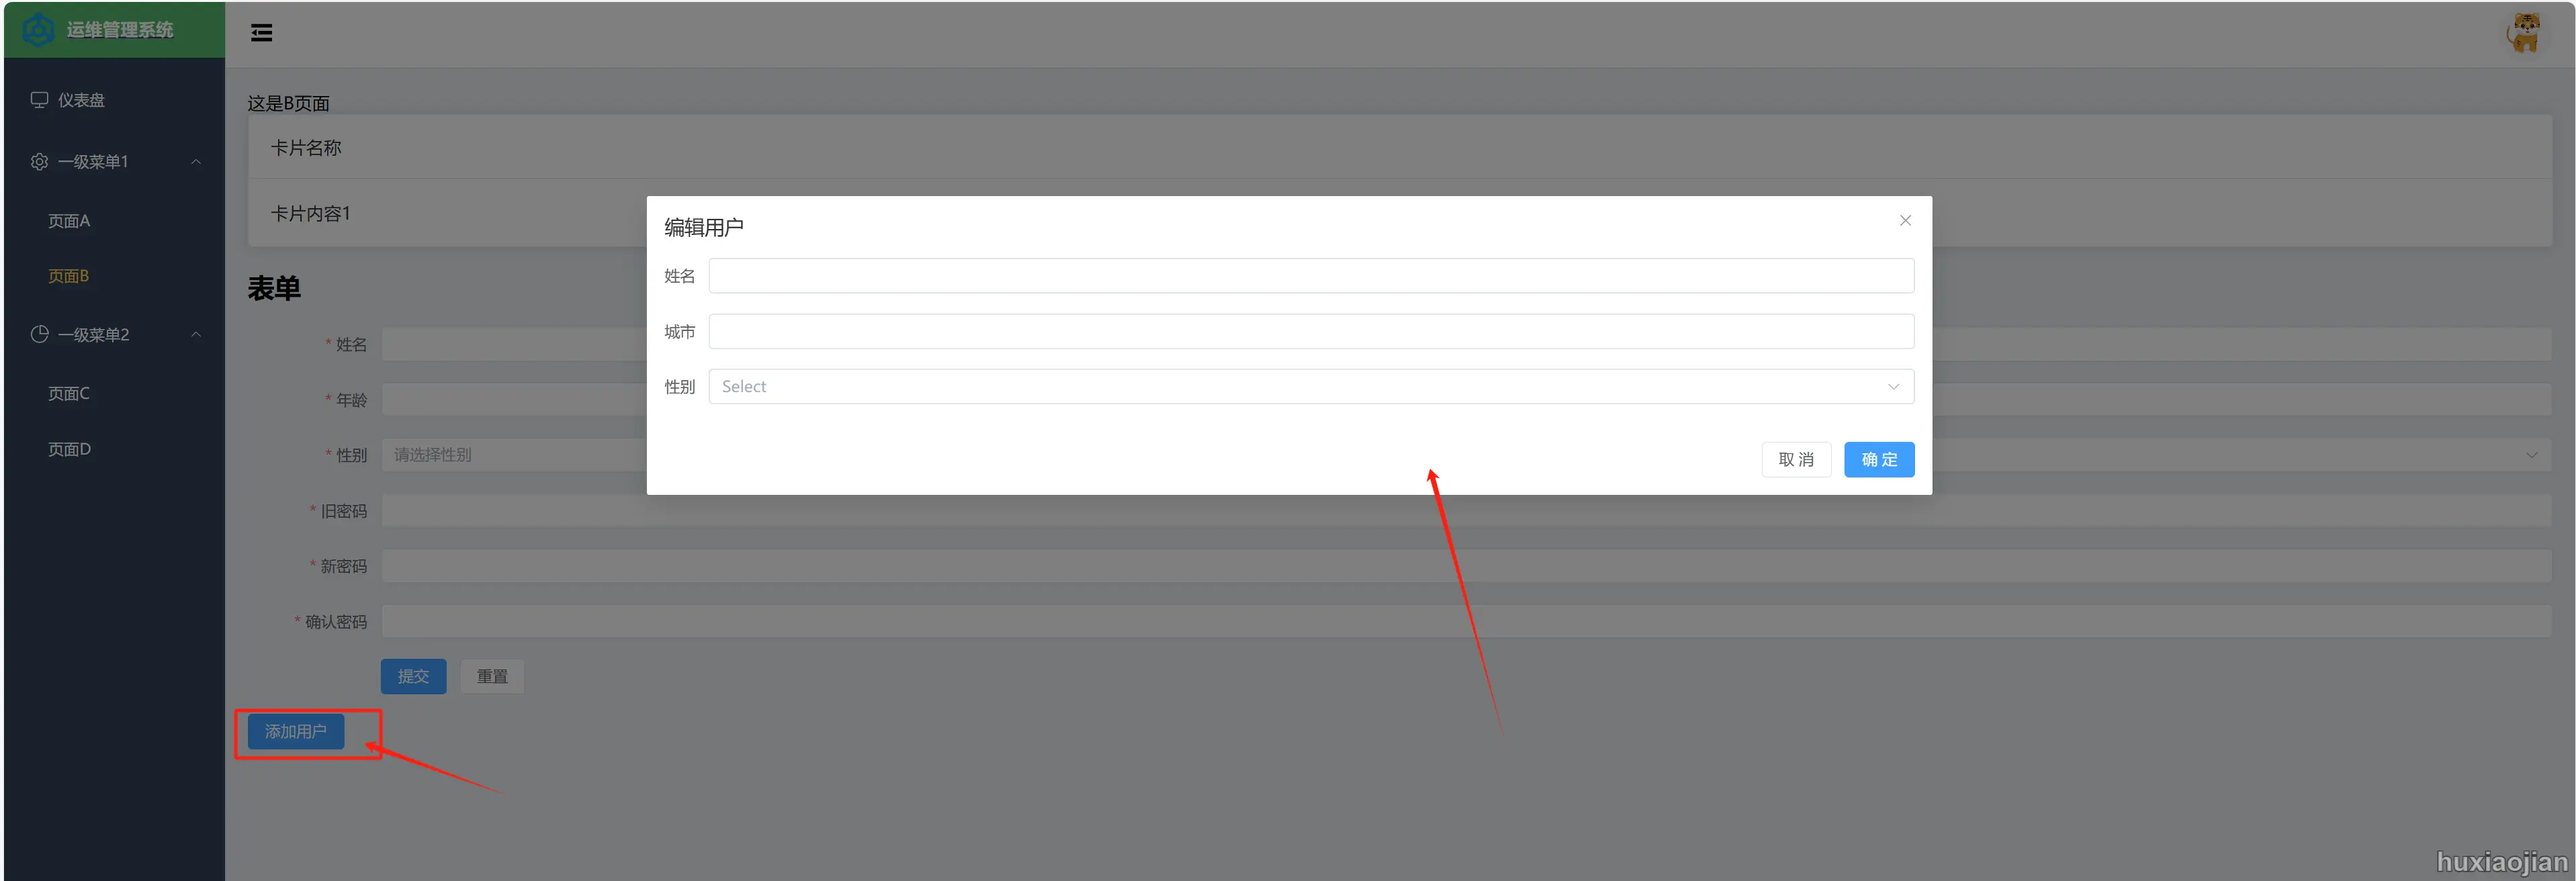 运维管理系统
仪表盘
一级菜单1
页面A
页面B
一级菜单2
页面C
页面D
这是B页面
卡片名称
卡片内容1
表单
* 姓名
* 年龄
* 性别 请选择性别
* 旧密码
* 新密码
* 确认密码
提交 重置
添加用户
编辑用户
姓名
城市
性别 Select
取 消 确 定
huxiaojian